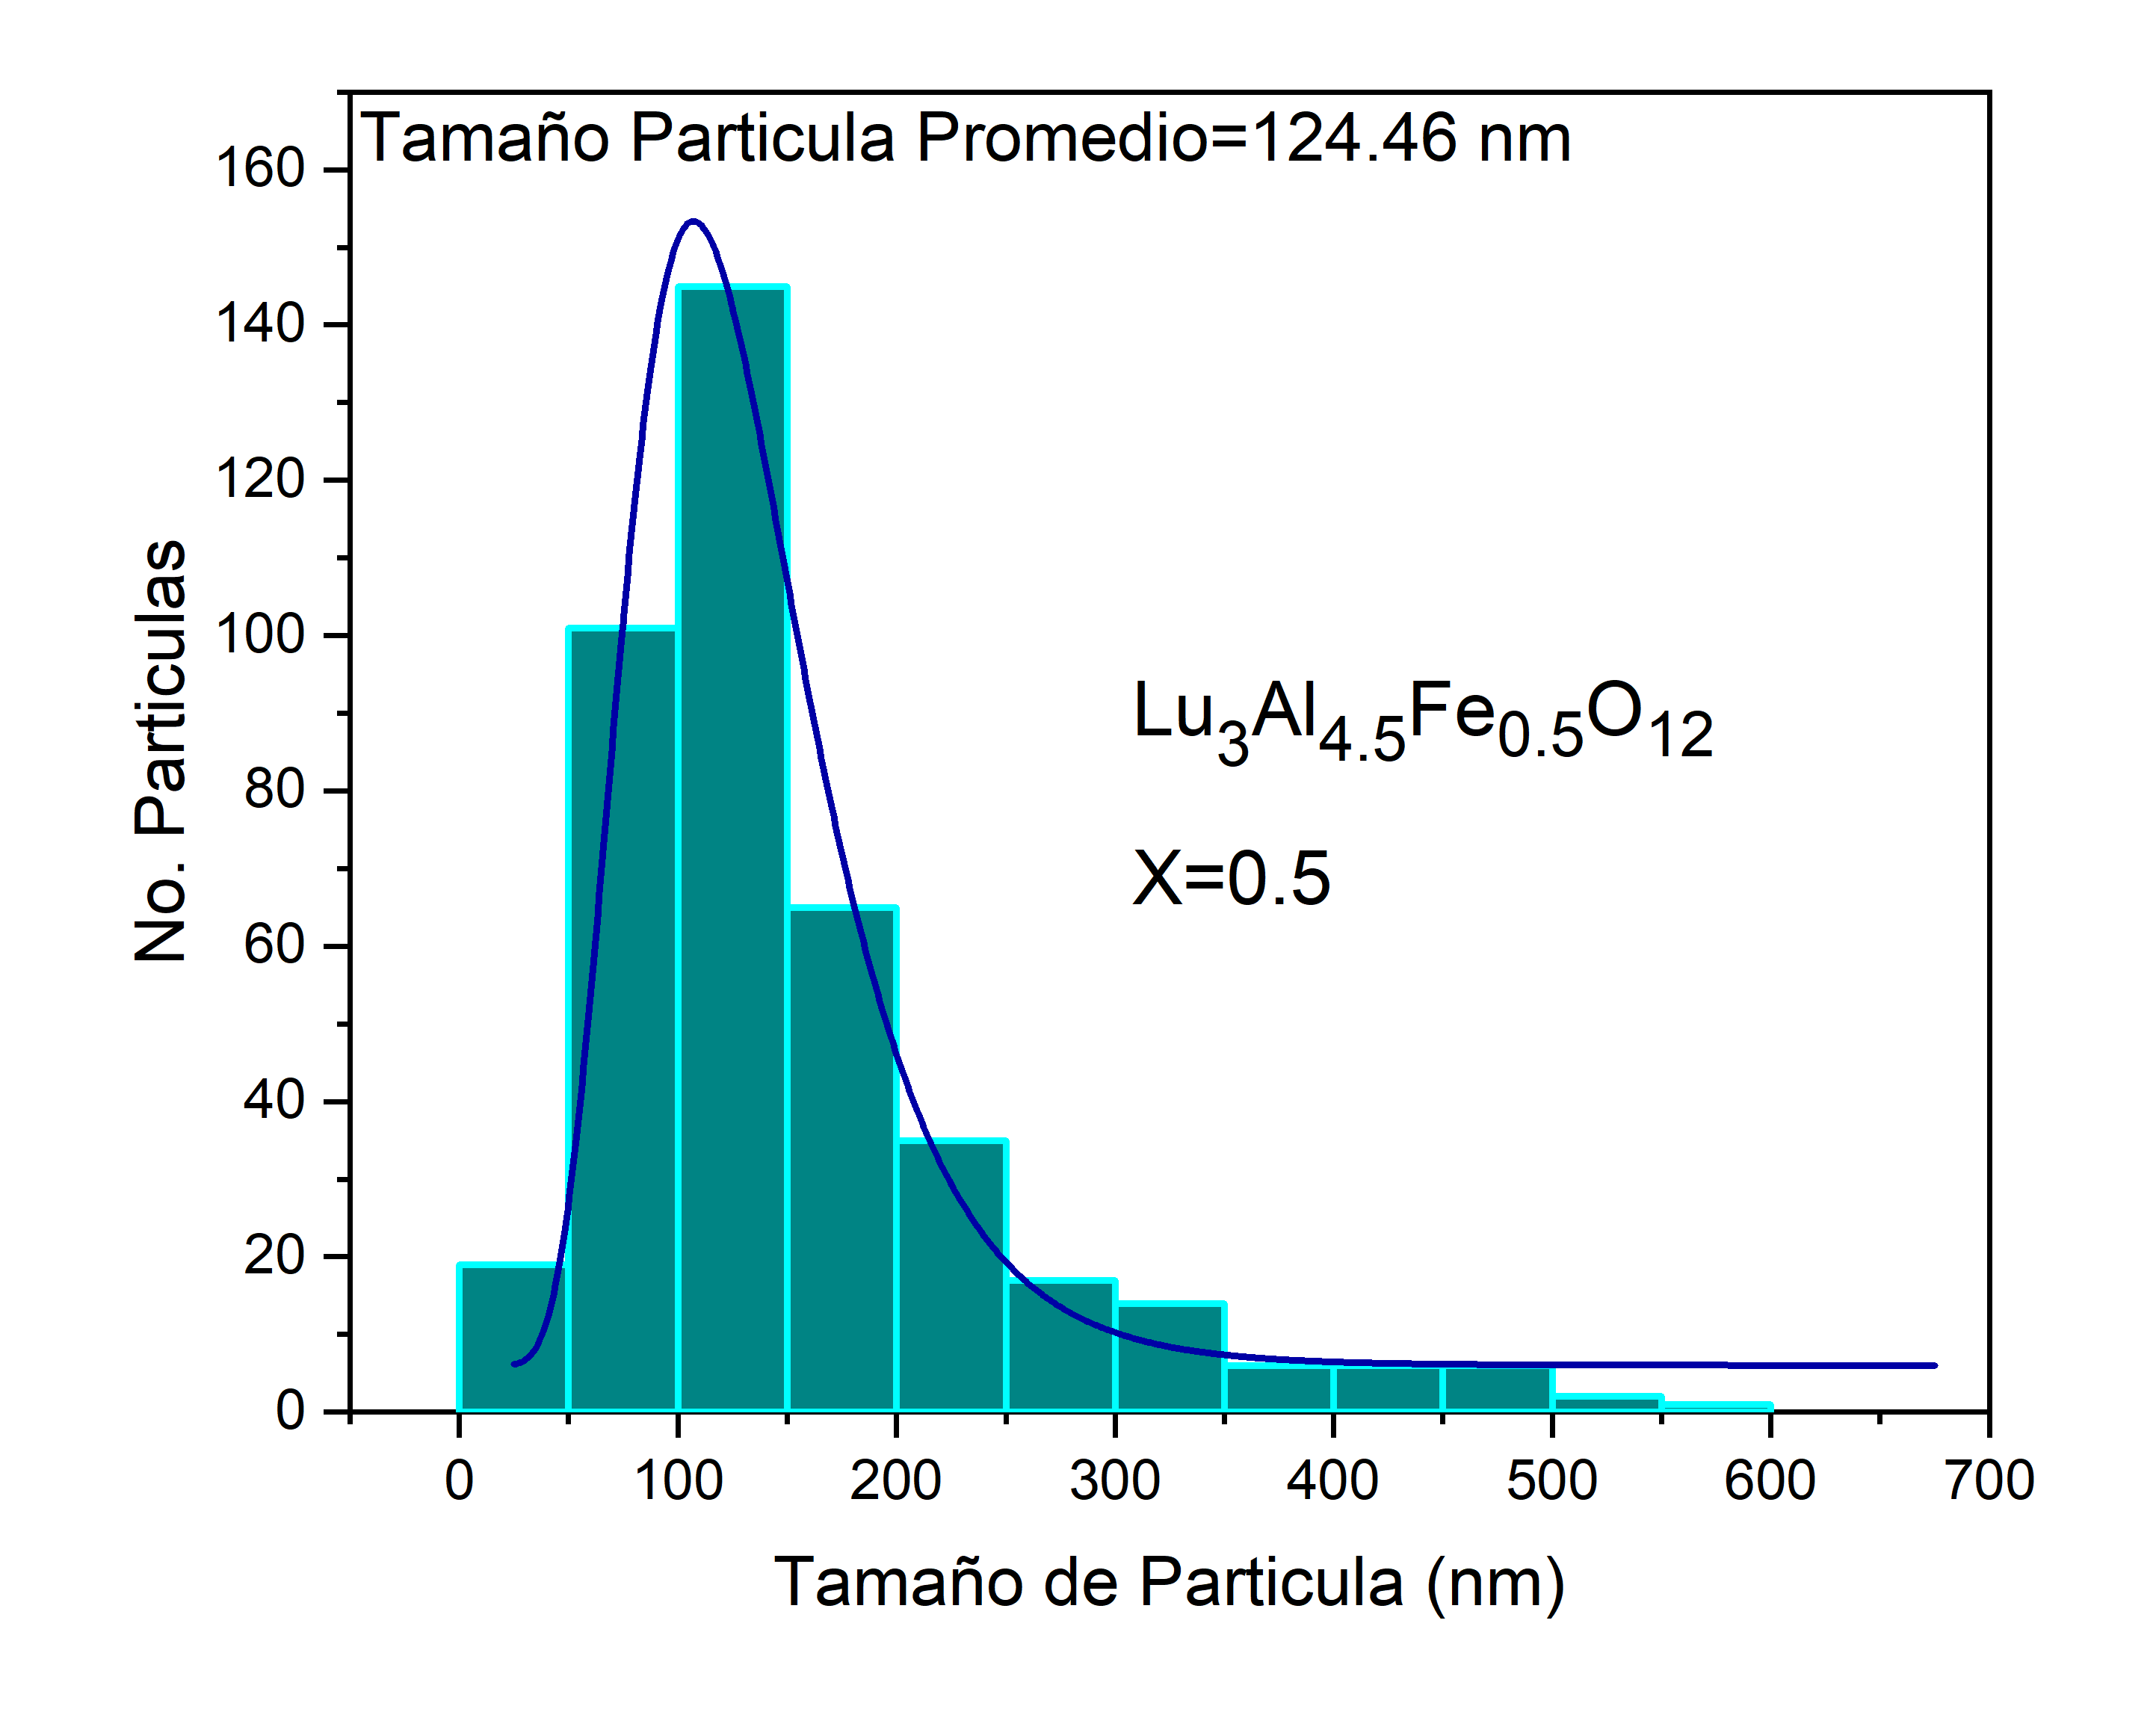 Tamaño Particula Promedio=124.46 nm
160
140
120
100
80
60
40
20
0
No. Particulas
Lu₃Al₄.₅Fe₀.₅O₁₂
X=0.5
0 100 200 300 400 500 600 700
Tamaño de Particula (nm)